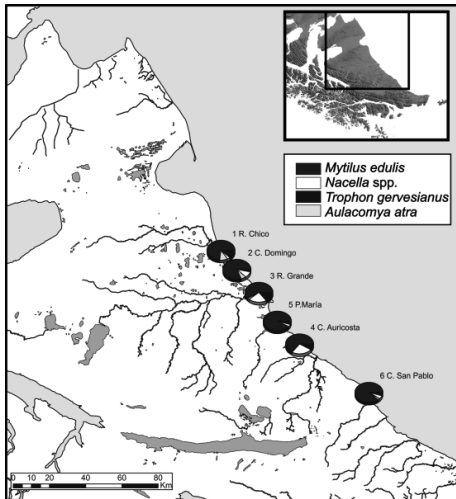 Mytilus edulis
Nacella spp.
Trophon gervesianus
Aulacomya atra
1 R. Chico
2 C. Domingo
3 R. Grande
5 P.María
4 C. Auricosta
6 C. San Pablo
0 10 20 40 60 80
Km